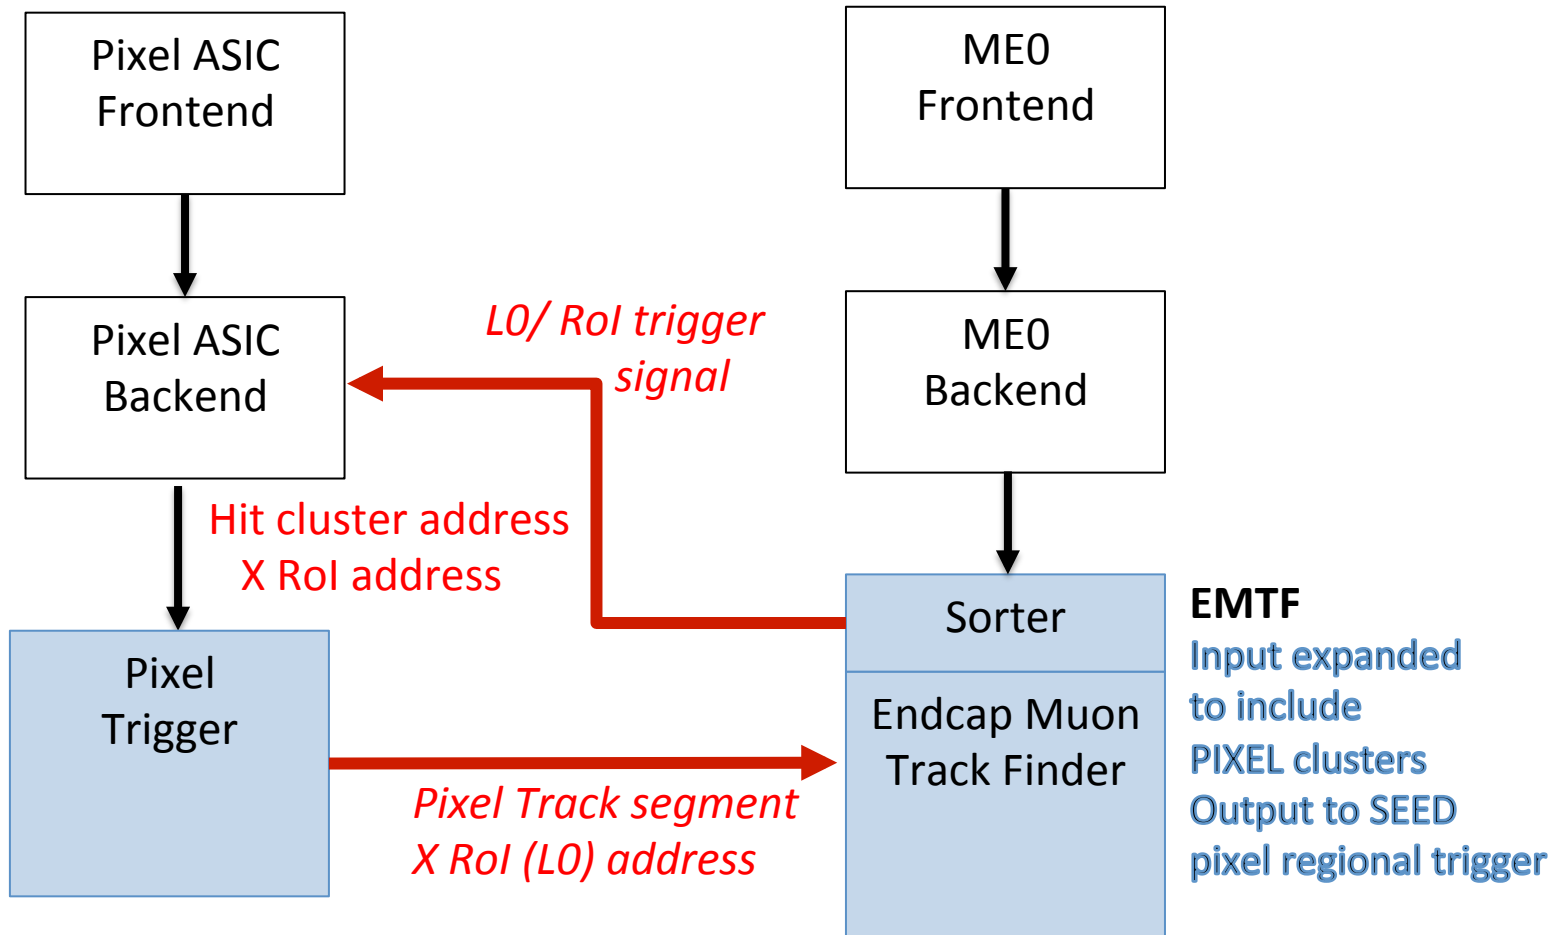 Pixel ASIC
Frontend
ME0
Frontend
Pixel ASIC
Backend
L0/ RoI trigger
signal
ME0
Backend
Hit cluster address
X RoI address
Pixel
Trigger
Sorter
Endcap Muon
Track Finder
EMTF
Input expanded
to include
PIXEL clusters
Output to SEED
pixel regional trigger
Pixel Track segment
X RoI (L0) address